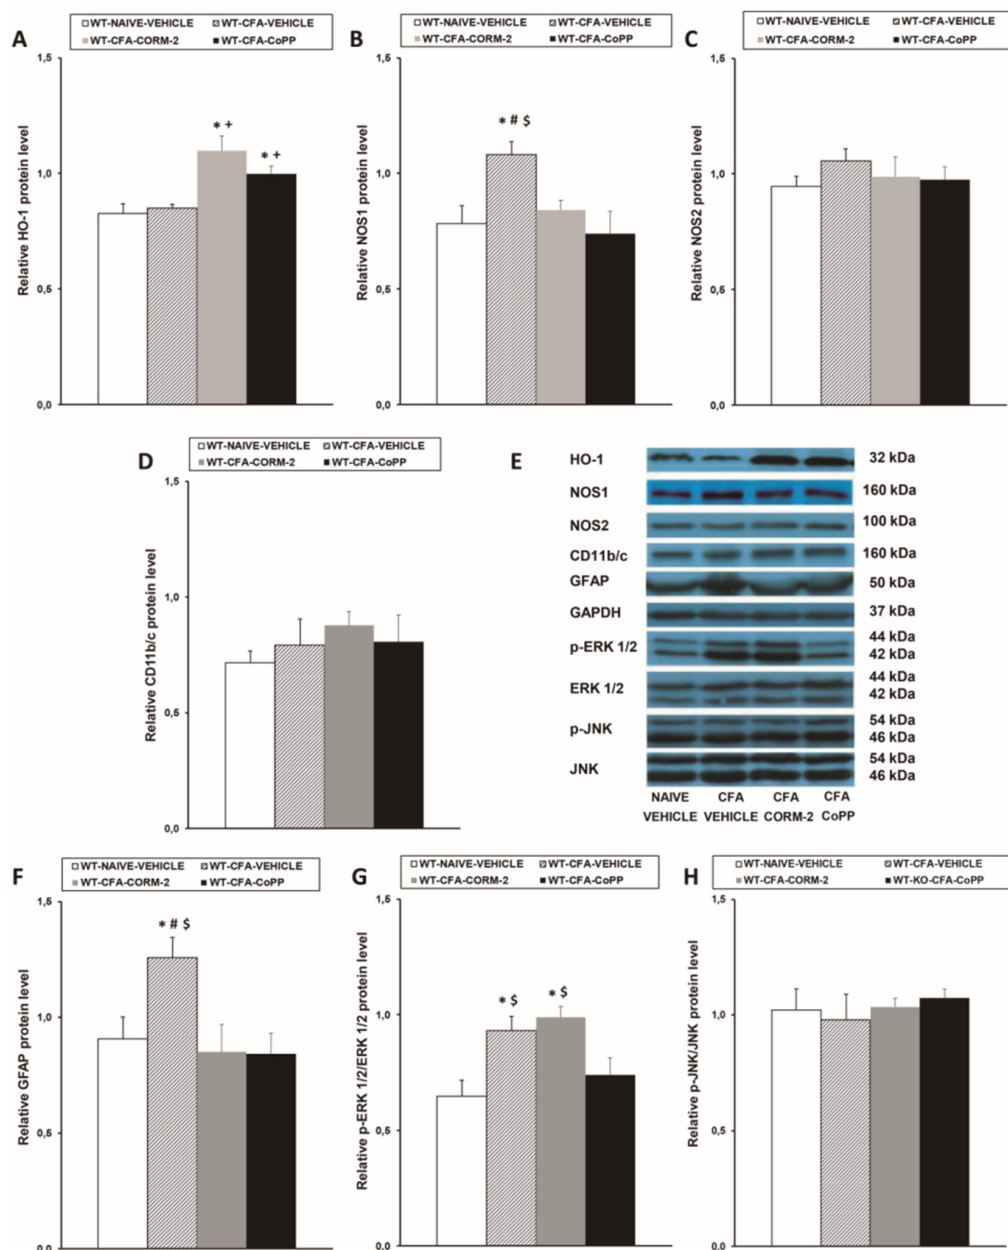 A
WT-NAIVE-VEHICLE WT-CFA-VEHICLE
WT-CFA-CORM-2 WT-CFA-CoPP
Relative HO-1 protein level
1,5
1,0
0,5
0,0
* +
* +
B
WT-NAIVE-VEHICLE WT-CFA-VEHICLE
WT-CFA-CORM-2 WT-CFA-CoPP
Relative NOS1 protein level
1,5
1,0
0,5
0,0
* # $
C
WT-NAIVE-VEHICLE WT-CFA-VEHICLE
WT-CFA-CORM-2 WT-CFA-CoPP
Relative NOS2 protein level
1,5
1,0
0,5
0,0
D
WT-NAIVE-VEHICLE WT-CFA-VEHICLE
WT-CFA-CORM-2 WT-CFA-CoPP
Relative CD11b/c protein level
1,5
1,0
0,5
0,0
E
HO-1 32 kDa
NOS1 160 kDa
NOS2 100 kDa
CD11b/c 160 kDa
GFAP 50 kDa
GAPDH 37 kDa
p-ERK 1/2 44 kDa
42 kDa
ERK 1/2 44 kDa
42 kDa
p-JNK 54 kDa
46 kDa
JNK 54 kDa
46 kDa
NAIVE CFA CFA CFA
VEHICLE VEHICLE CORM-2 CoPP
F
WT-NAIVE-VEHICLE WT-CFA-VEHICLE
WT-CFA-CORM-2 WT-CFA-CoPP
Relative GFAP protein level
1,5
1,0
0,5
0,0
* # $
G
WT-NAIVE-VEHICLE WT-CFA-VEHICLE
WT-CFA-CORM-2 WT-CFA-CoPP
Relative p-ERK 1/2/ERK 1/2 protein level
1,5
1,0
0,5
0,0
* $
* $
H
WT-NAIVE-VEHICLE WT-CFA-VEHICLE
WT-CFA-CORM-2 WT-KO-CFA-CoPP
Relative p-JNK/JNK protein level
1,5
1,0
0,5
0,0